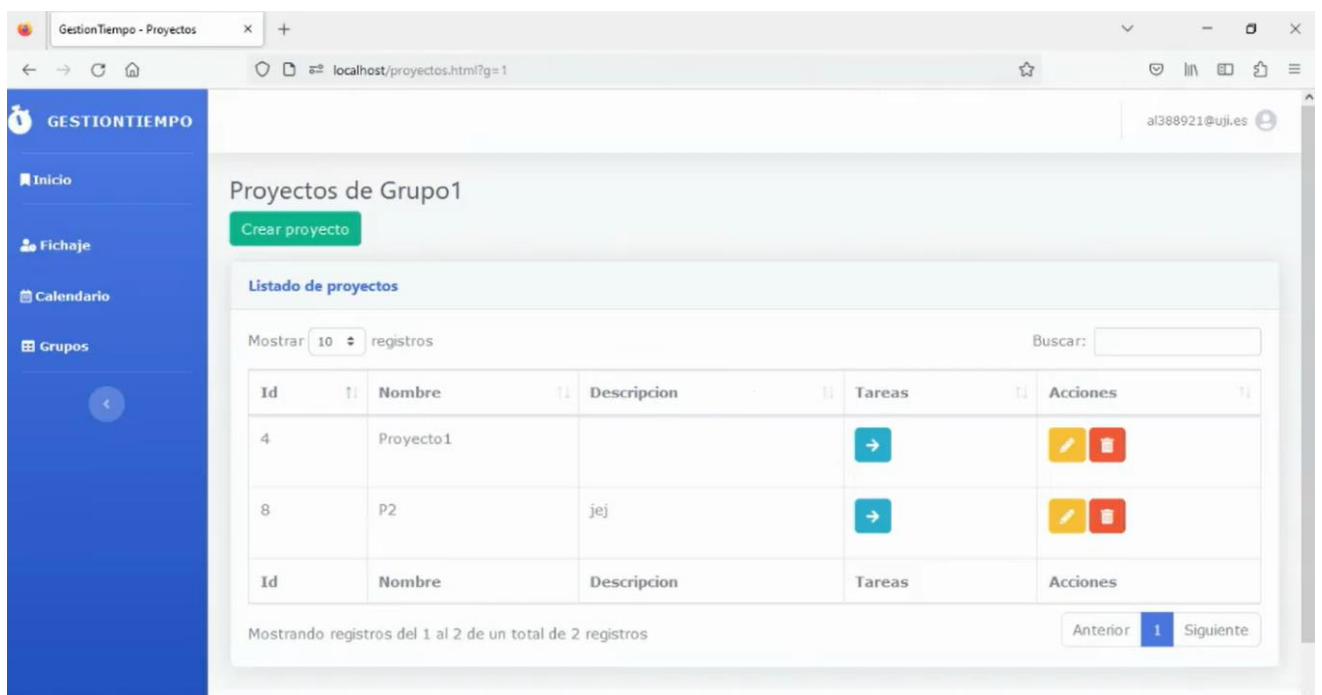 GestionTiempo - Proyectos
localhost/proyectos.html?g=1
GESTIONTIEMPO
al388921@uji.es
Inicio
Fichaje
Calendario
Grupos
Proyectos de Grupo1
Crear proyecto
Listado de proyectos
Mostrar 10 registros
Buscar:
Id Nombre Descripcion Tareas Acciones
4 Proyecto1
8 P2 jej
Id Nombre Descripcion Tareas Acciones
Mostrando registros del 1 al 2 de un total de 2 registros
Anterior 1 Siguiente